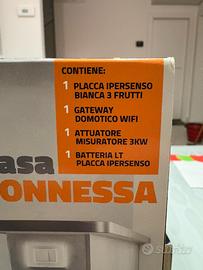 CONTIENE:
1 PLACCA IPERSENSO
BIANCA 3 FRUTTI
1 GATEWAY
DOMOTICO WIFI
1 ATTUATORE
MISURATORE 3KW
1 BATTERIA LT
PLACCA IPERSENSO
asa
ONNESSA
subito